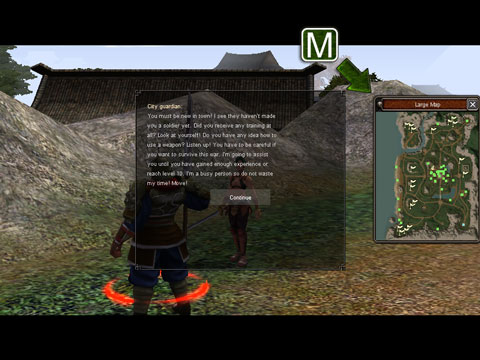 M
Large Map
City guardian:
You must be new in town! I see they haven't made
you a soldier yet. Did you receive any training at
all? Look at yourself! Do you have any idea how
to use a weapon? Listen up! You have to be careful if
you want to survive this war. I'm going to assist
you until you have gained enough experience or
reach level 10. I'm a busy person so do not waste
my time! Move!
Continue